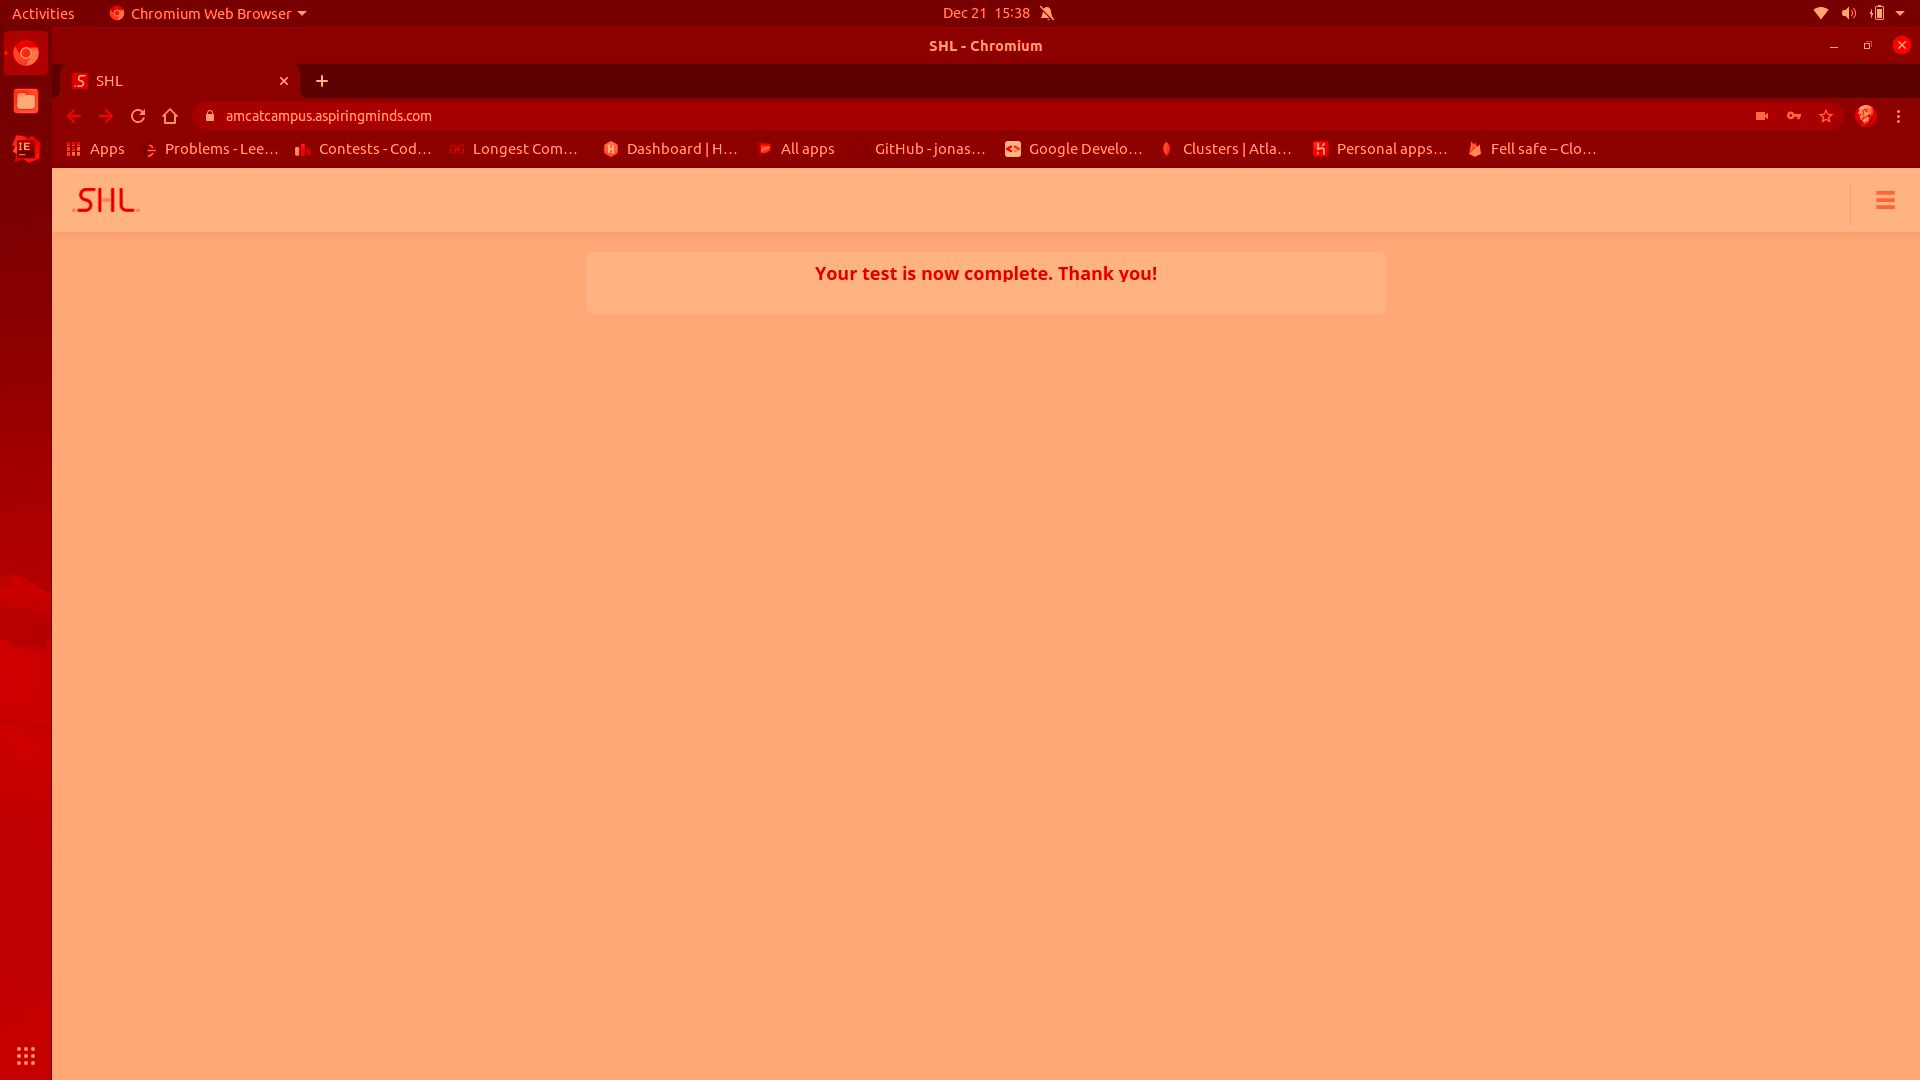 Activities
Chromium Web Browser
Dec 21 15:38
SHL - Chromium
SHL
amcatcampus.aspiringminds.com
Apps
Problems - Lee...
Contests - Cod...
Longest Com...
Dashboard | H...
All apps
GitHub - jonas...
Google Develo...
Clusters | Atla...
Personal apps...
Fell safe – Clo...
SHL
Your test is now complete. Thank you!